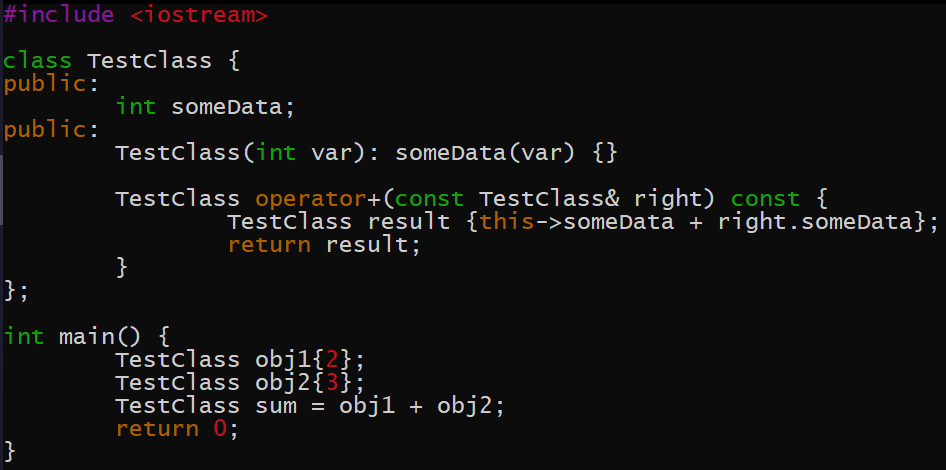 #include <iostream>
class TestClass {
public:
int someData;
public:
TestClass(int var): someData(var) {}
TestClass operator+(const TestClass& right) const {
TestClass result {this->someData + right.someData};
return result;
}
};
int main() {
TestClass obj1{2};
TestClass obj2{3};
TestClass sum = obj1 + obj2;
return 0;
}